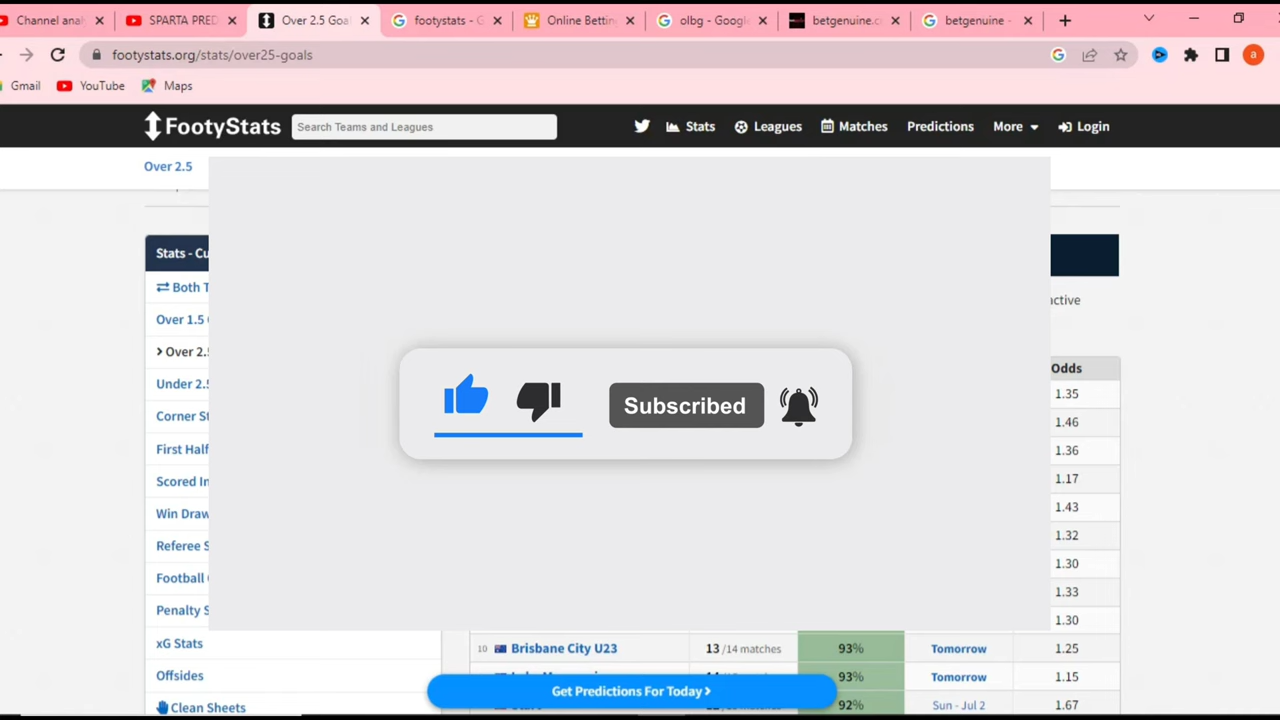 Channel anal
SPARTA PRED
Over 2.5 Goa
footystats - G
Online Bettin
olbg - Googl
betgenuine.c
betgenuine -
footystats.org/stats/over25-goals
a
Gmail
YouTube
Maps
FootyStats
Search Teams and Leagues
Stats
Leagues
Matches
Predictions
More
Login
Over 2.5
Stats - Cu
ctive
Both T
Over 1.5
Over 2.5
Under 2.5
Corner St
First Half
Scored In
Win Draw
Referee S
Football
Penalty S
xG Stats
Offsides
Clean Sheets
Subscribed
Odds
1.35
1.46
1.36
1.17
1.43
1.32
1.30
1.33
1.30
10 Brisbane City U23 13 /14 matches 93% Tomorrow 1.25
93% Tomorrow 1.15
92% Sun - Jul 2 1.67
Get Predictions For Today